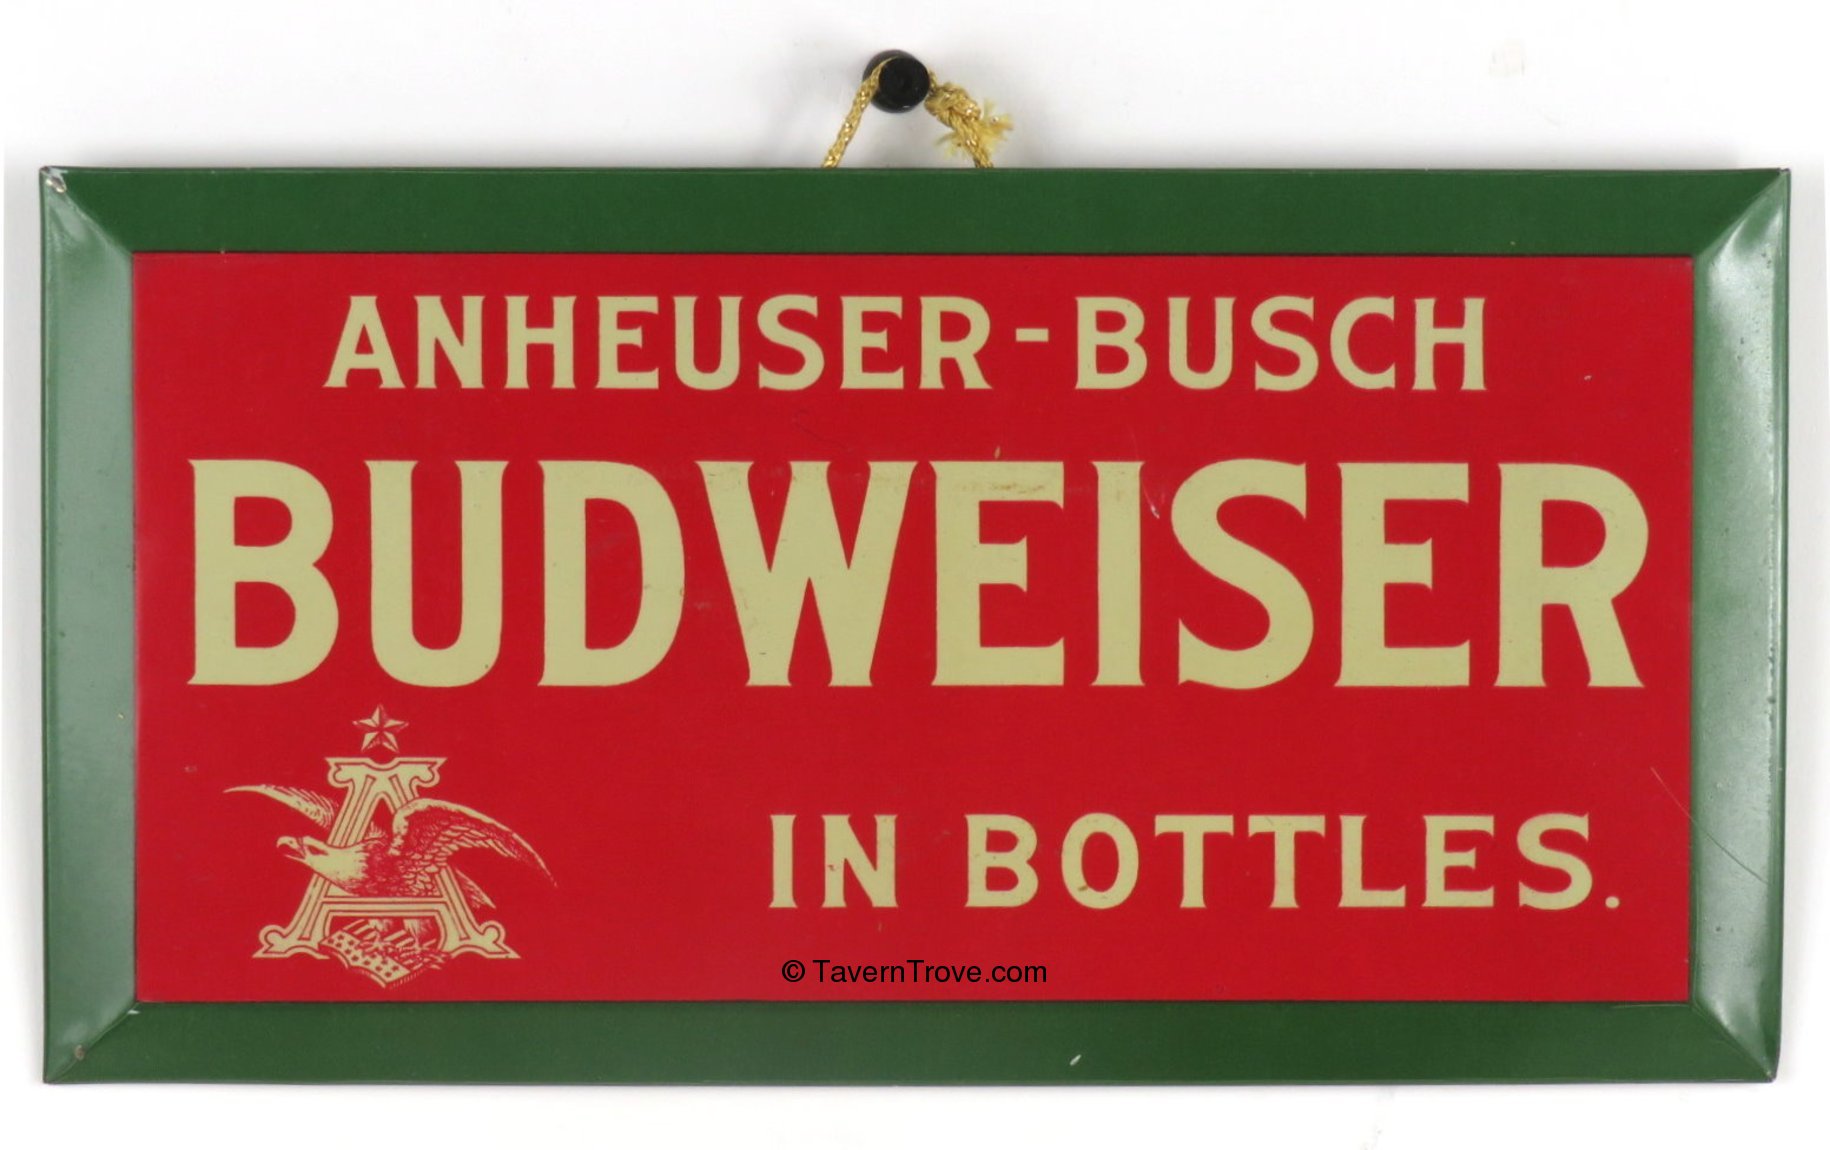 ANHEUSER-BUSCH
BUDWEISER
A
IN BOTTLES.
© TavernTrove.com